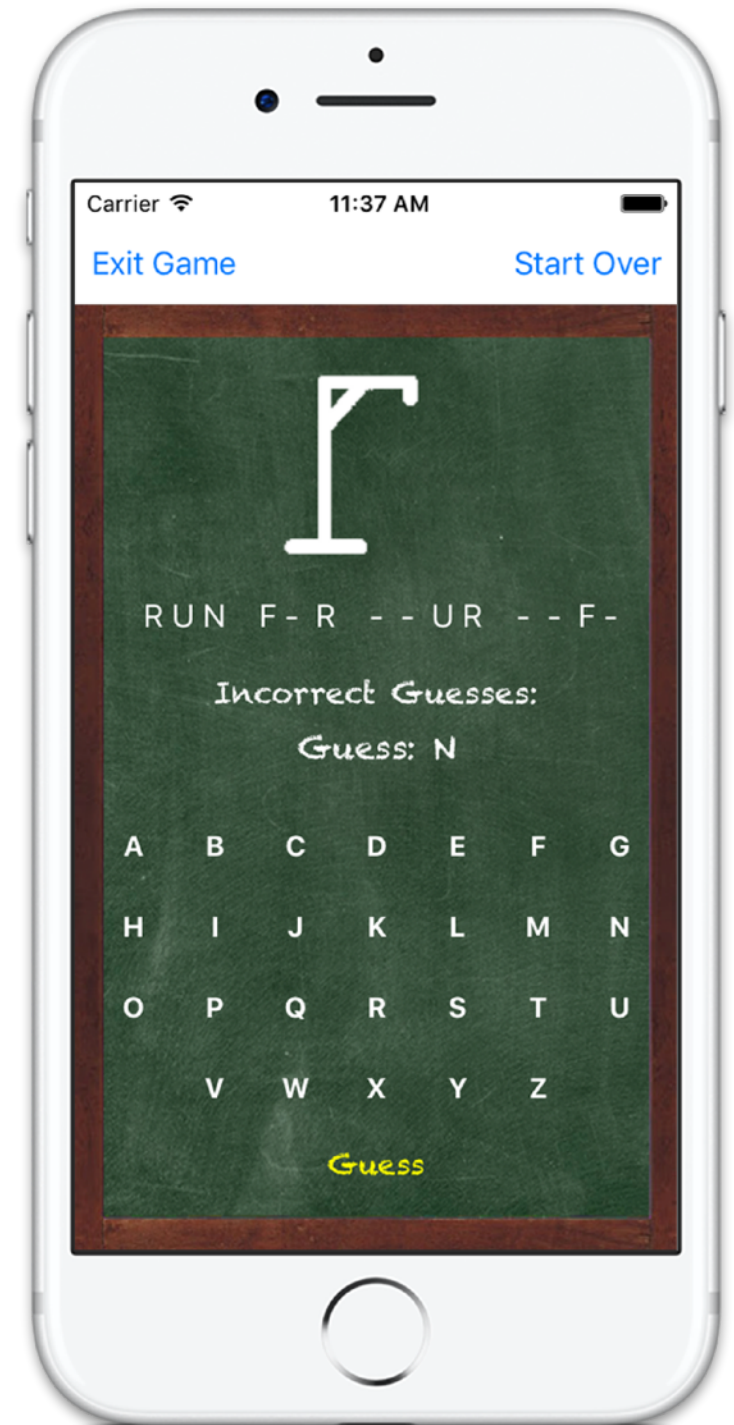 Carrier 11:37 AM
Exit Game Start Over
RUN F-R --UR --F-
Incorrect Guesses:
Guess: N
A B C D E F G
H I J K L M N
O P Q R S T U
V W X Y Z
Guess